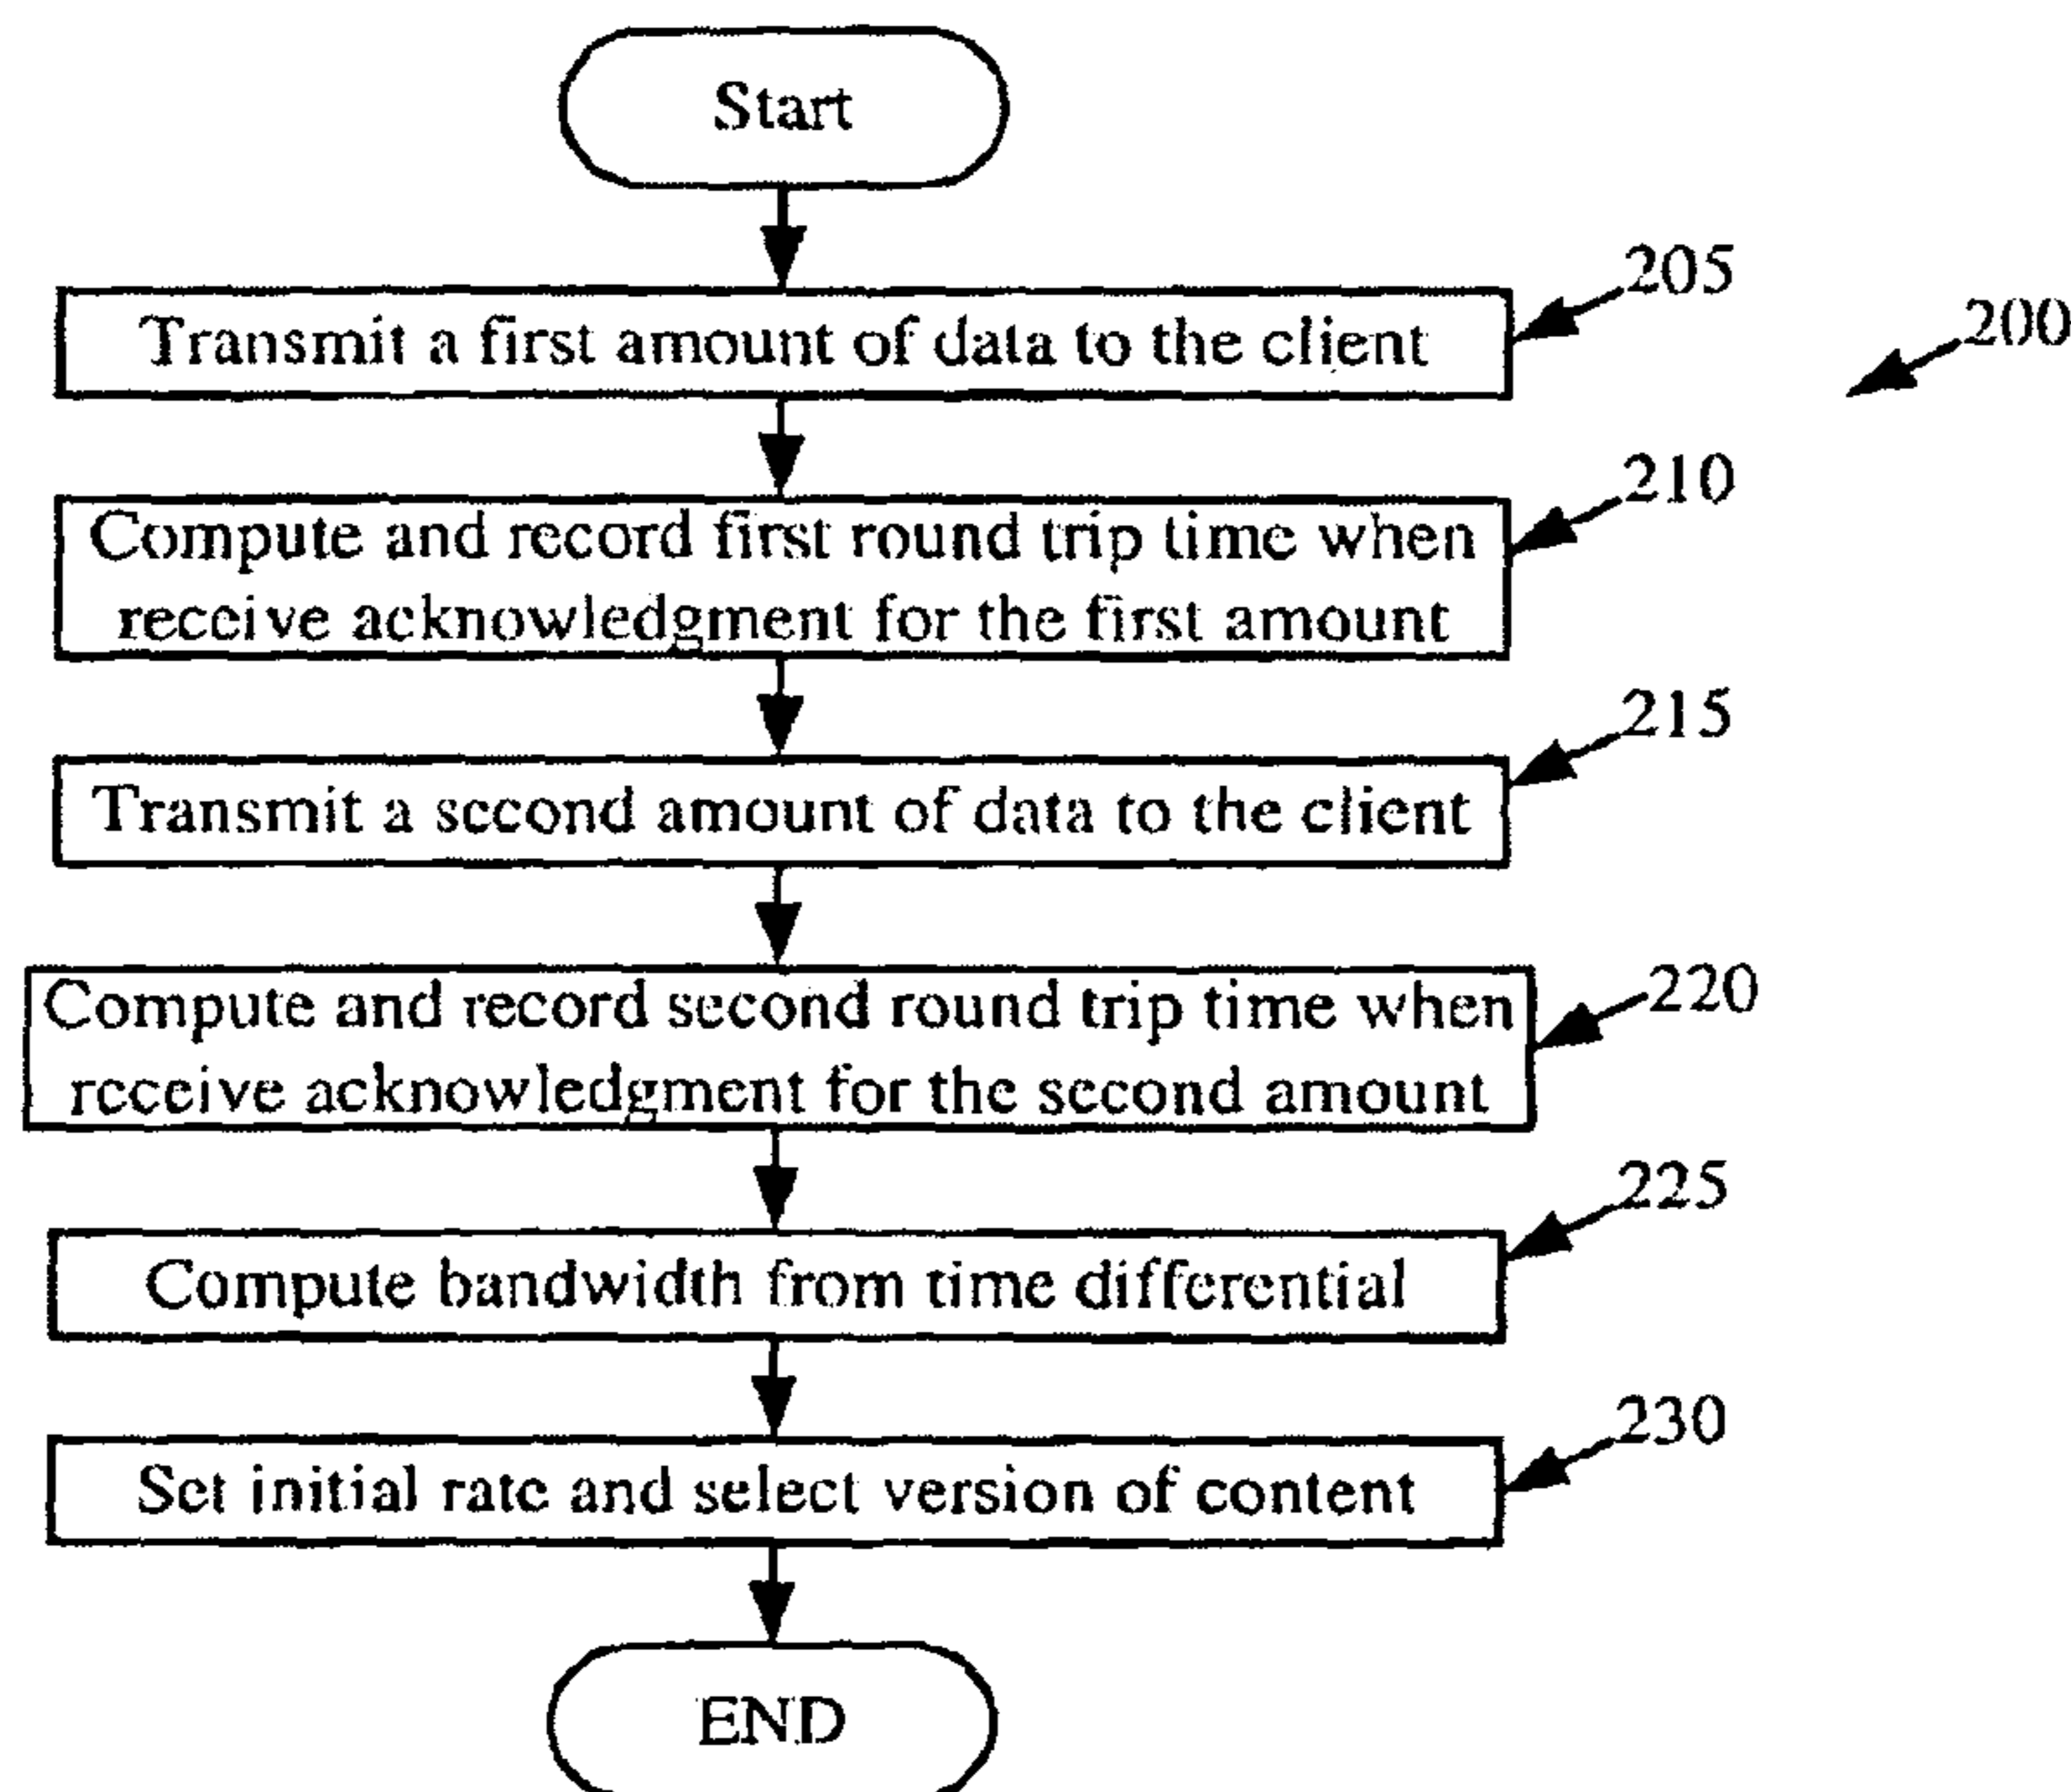 Start
205
Transmit a first amount of data to the client
200
210
Compute and record first round trip time when
receive acknowledgment for the first amount
215
Transmit a second amount of data to the client
220
Compute and record second round trip time when
receive acknowledgment for the second amount
225
Compute bandwidth from time differential
230
Set initial rate and select version of content
END